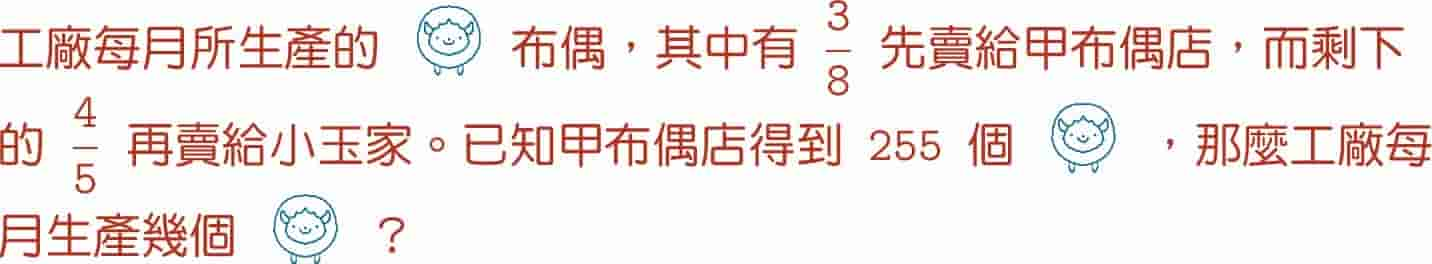 工廠每月所生產的 布偶，其中有 3/8 先賣給甲布偶店，而剩下
的 4/5 再賣給小玉家。已知甲布偶店得到 255 個 ，那麼工廠每
月生產幾個 ？